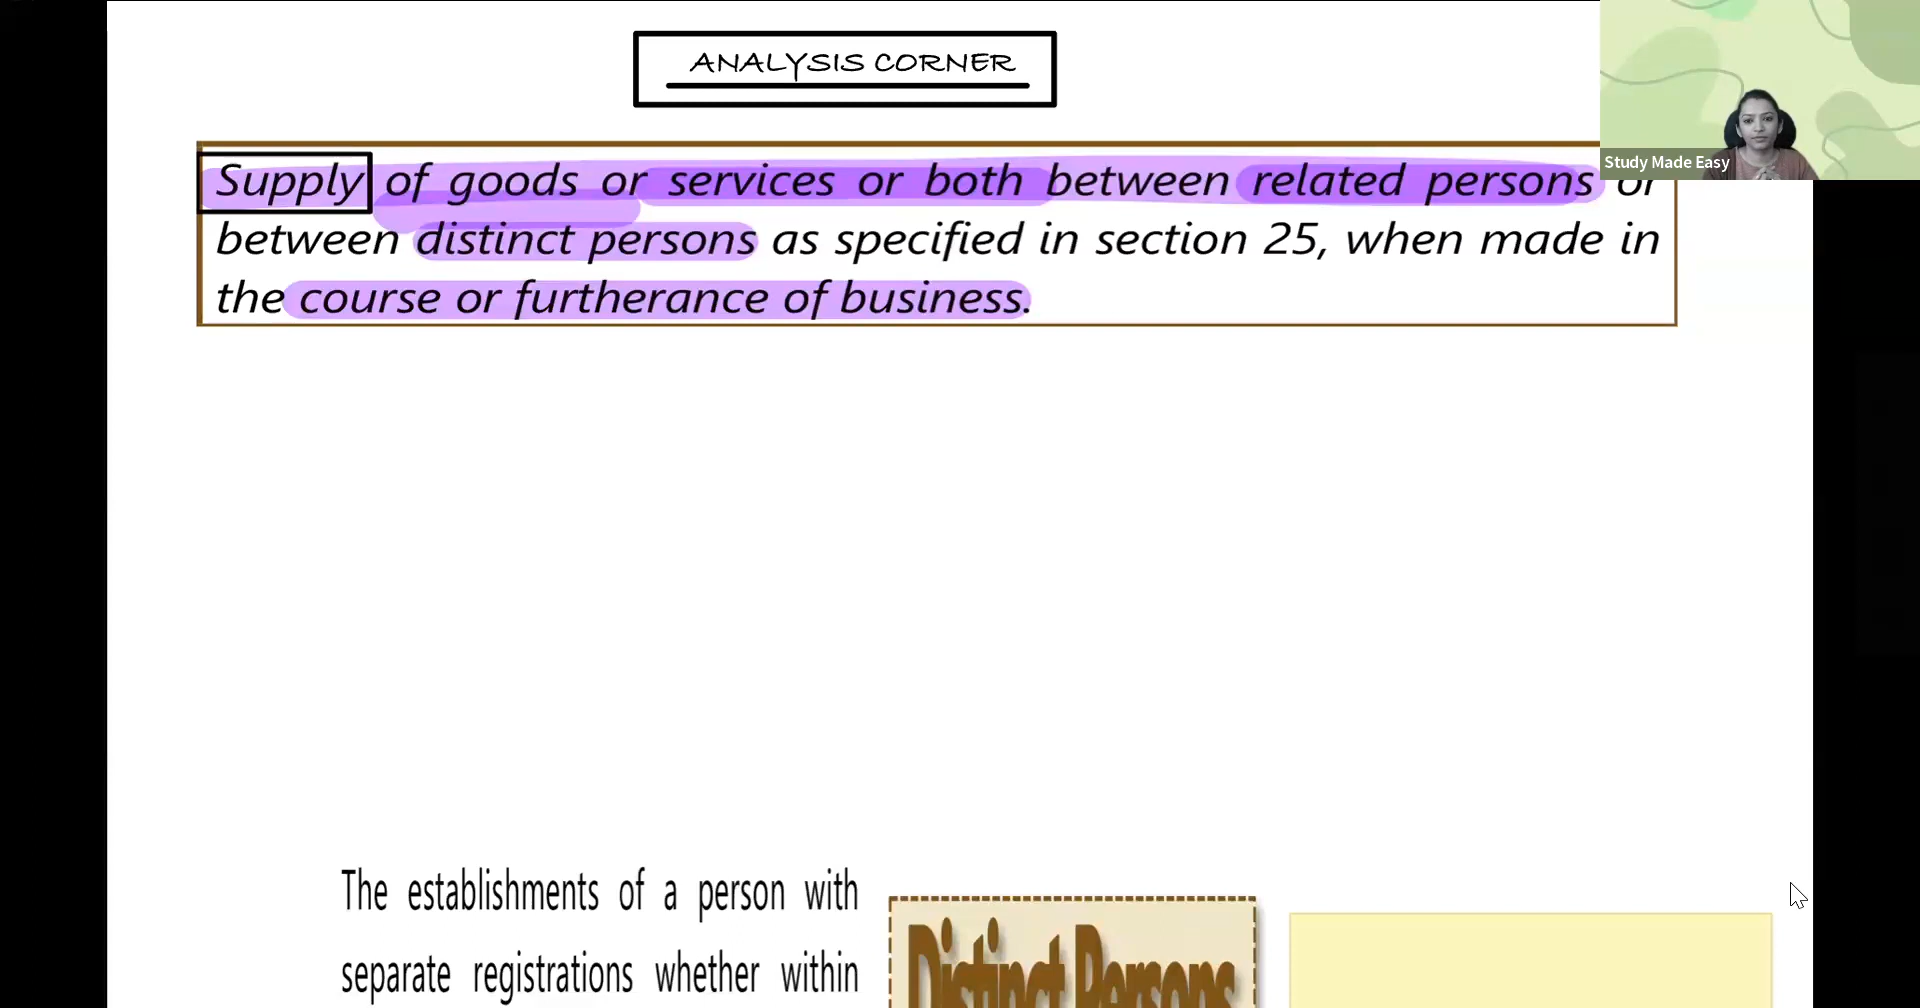 ANALYSIS CORNER
Study Made Easy
Supply of goods or services or both between related persons or
between distinct persons as specified in section 25, when made in
the course or furtherance of business.
The establishments of a person with
separate registrations whether within
Distinct Persons